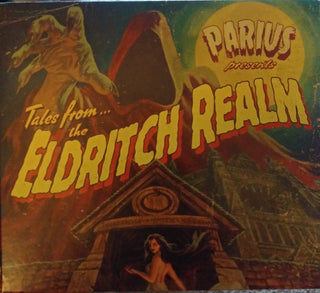 PARIUS
presents
Tales from...
the
ELDRITCH REALM